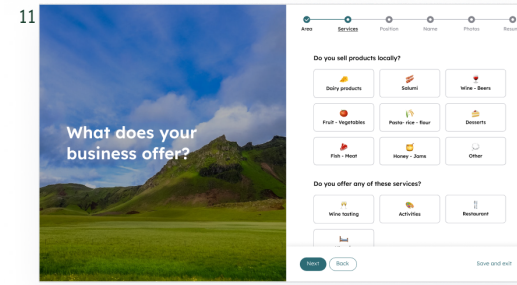 11
Area Services Position Name Photos
What does your
business offer?
Do you sell products locally?
Dairy products Salumi Wine - Beers
Fruit - Vegetables Pasta- rice - flour Desserts
Fish - Meat Honey - Jams Other
Do you offer any of these services?
Wine tasting Activities Restaurant
Next Back Save and exit